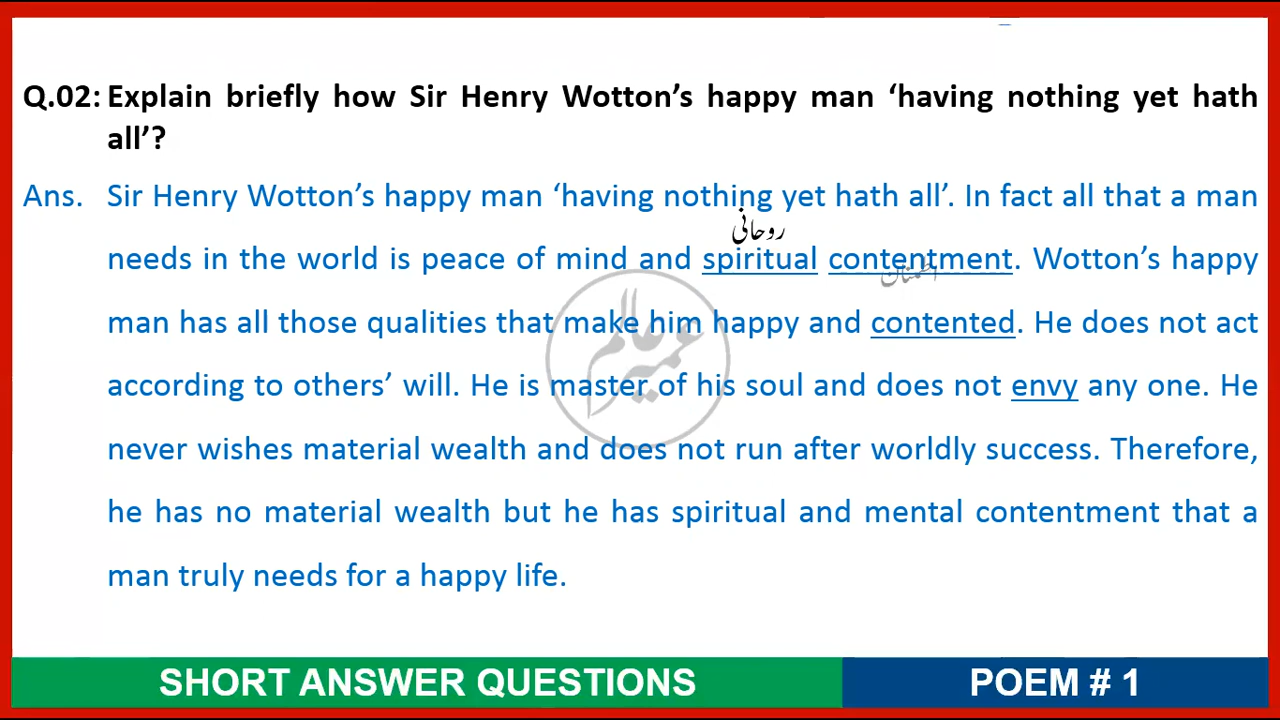 Q.02: Explain briefly how Sir Henry Wotton’s happy man ‘having nothing yet hath
all’?
Ans. Sir Henry Wotton’s happy man ‘having nothing yet hath all’. In fact all that a man
روحانی
needs in the world is peace of mind and spiritual contentment. Wotton’s happy
اطمنان
man has all those qualities that make him happy and contented. He does not act
according to others’ will. He is master of his soul and does not envy any one. He
never wishes material wealth and does not run after worldly success. Therefore,
he has no material wealth but he has spiritual and mental contentment that a
man truly needs for a happy life.
SHORT ANSWER QUESTIONS
POEM # 1